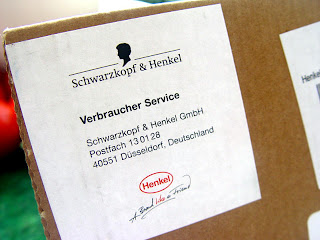 Schwarzkopf & Henkel
Verbraucher Service
Schwarzkopf & Henkel GmbH
Postfach 13 01 28
40551 Düsseldorf, Deutschland
Henkel
A Brand like a Friend